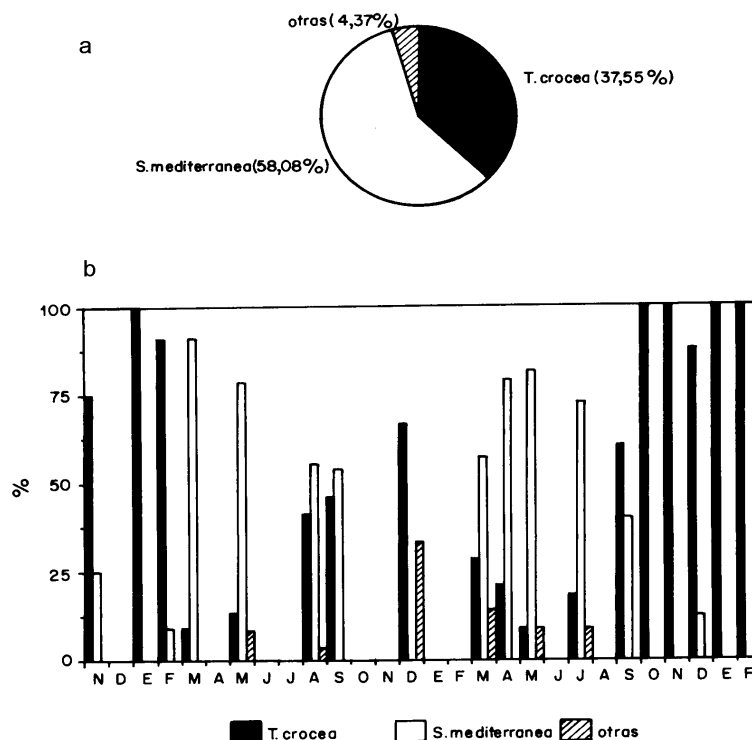 a
otras (4,37%)
T. crocea (37,55 %)
S. mediterranea (58,08%)
b
100
75
50
25
0
%
N D E F M A M J J A S O N D E F M A M J J A S O N D E F
T. crocea S. mediterranea otras